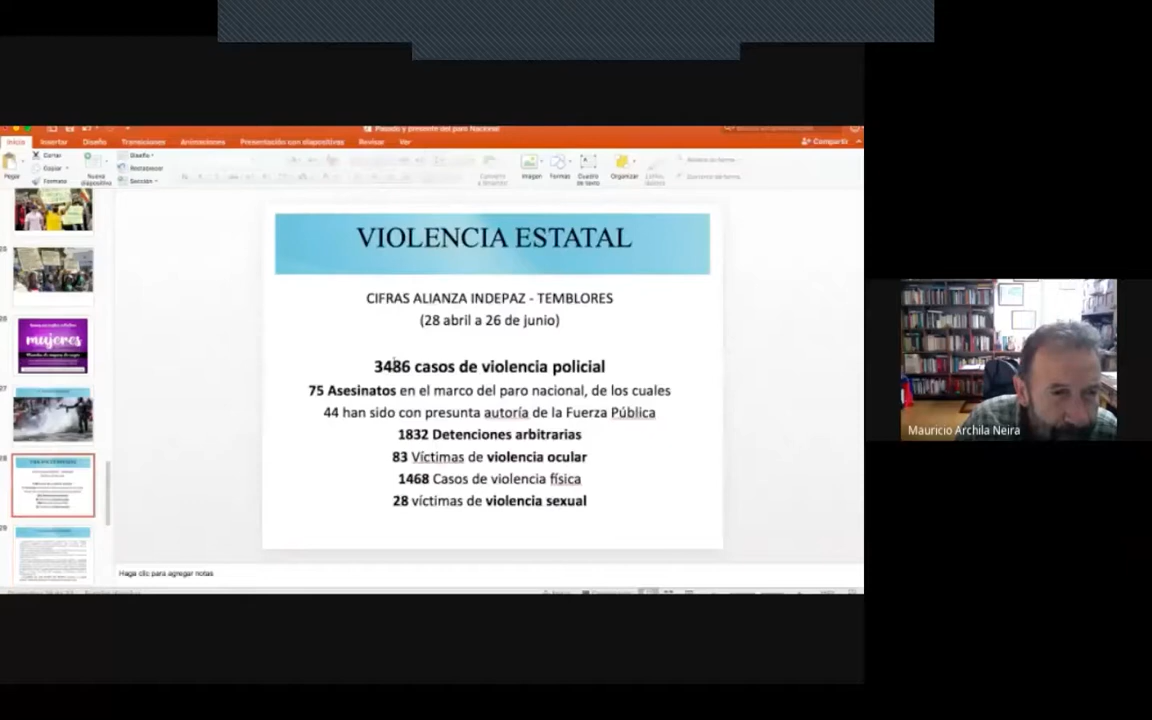 Pasado y presente del paro Nacional
Inicio Insertar Diseño Transiciones Animaciones Presentación con diapositivas Revisar Ver
Compartir
Pegar
Cortar
Copiar
Formato
Nueva diapositiva
Diseño
Restablecer
Sección
Imagen
Formas
Cuadro de texto
Organizar
mujeres
VIOLENCIA ESTATAL
CIFRAS ALIANZA INDEPAZ - TEMBLORES
(28 abril a 26 de junio)
3486 casos de violencia policial
75 Asesinatos en el marco del paro nacional, de los cuales
44 han sido con presunta autoría de la Fuerza Pública
1832 Detenciones arbitrarias
83 Víctimas de violencia ocular
1468 Casos de violencia física
28 víctimas de violencia sexual
Haga clic para agregar notas
Mauricio Archila Neira